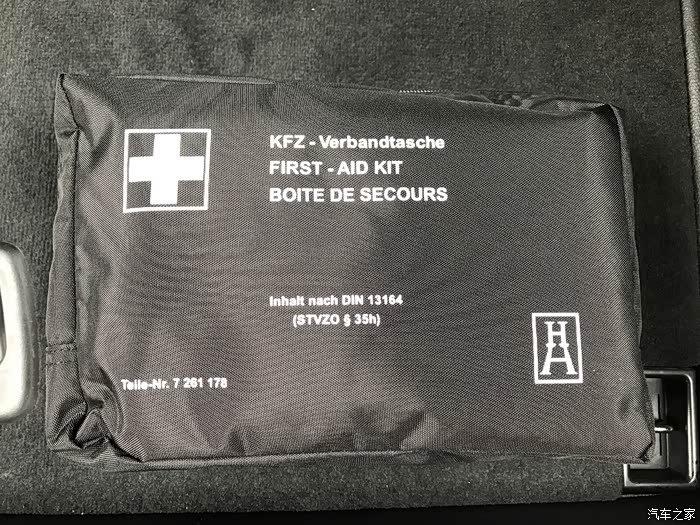 KFZ - Verbandtasche
FIRST - AID KIT
BOITE DE SECOURS
Inhalt nach DIN 13164
(STVZO § 35h)
HA
Teile-Nr. 7 261 178
汽车之家